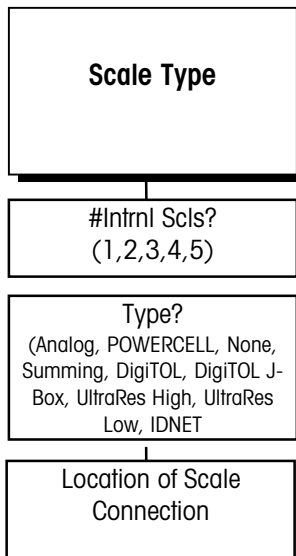 Scale Type
#Intrnl Scls?
(1,2,3,4,5)
Type?
(Analog, POWERCELL, None,
Summing, DigiTOL, DigiTOL J-
Box, UltraRes High, UltraRes
Low, IDNET
Location of Scale
Connection